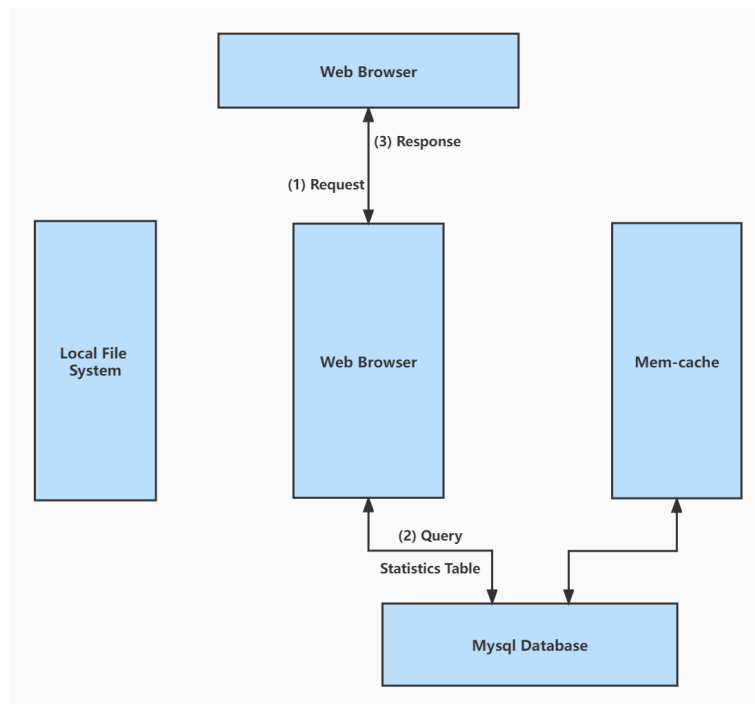 Web Browser
(3) Response
(1) Request
Local File
System
Web Browser
Mem-cache
(2) Query
Statistics Table
Mysql Database